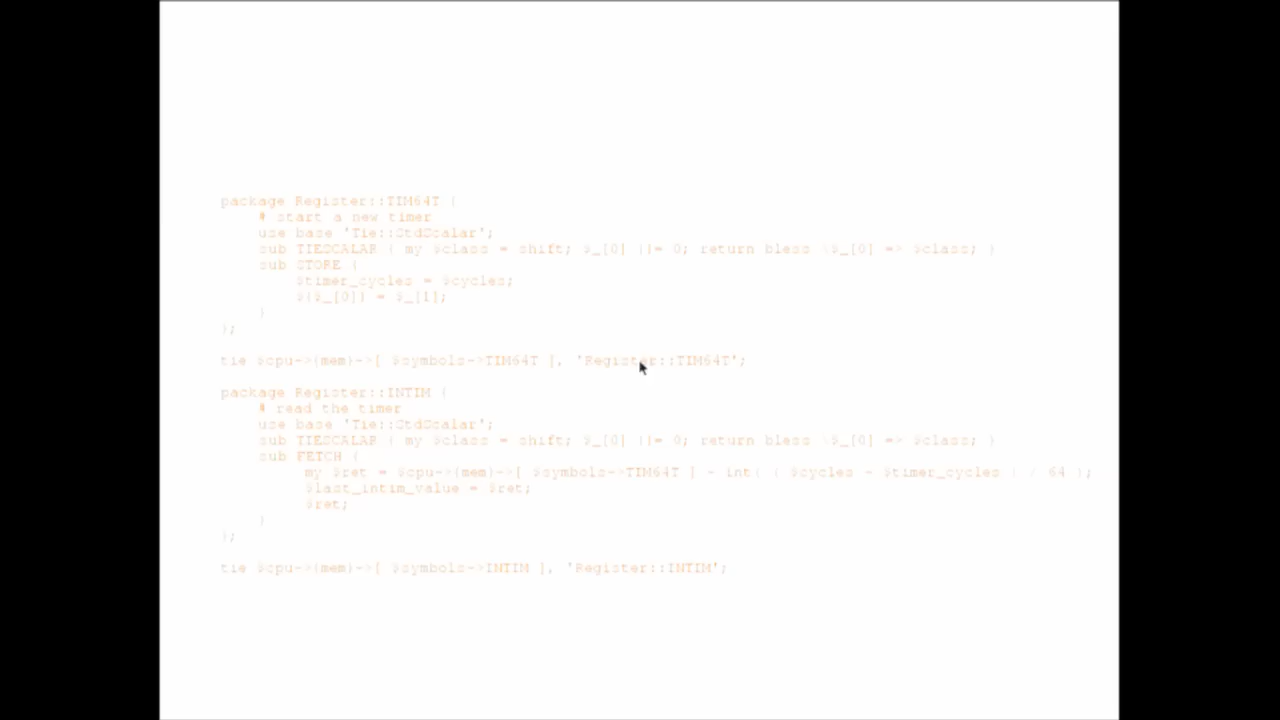 package Register::TIM64T {
# start a new timer
use base 'Tie::StdScalar';
sub TIESCALAR { my $class = shift; $_[0] ||= 0; return bless \$_[0] => $class; }
sub STORE {
$timer_cycles = $cycles;
${$_[0]} = $_[1];
}
};
tie $cpu->{mem}->[ $symbols->TIM64T ], 'Register::TIM64T';
package Register::INTIM {
# read the timer
use base 'Tie::StdScalar';
sub TIESCALAR { my $class = shift; $_[0] ||= 0; return bless \$_[0] => $class; }
sub FETCH {
my $ret = $cpu->{mem}->[ $symbols->TIM64T ] - int( ( $cycles - $timer_cycles ) / 64 );
$last_intim_value = $ret;
$ret;
}
};
tie $cpu->{mem}->[ $symbols->INTIM ], 'Register::INTIM';